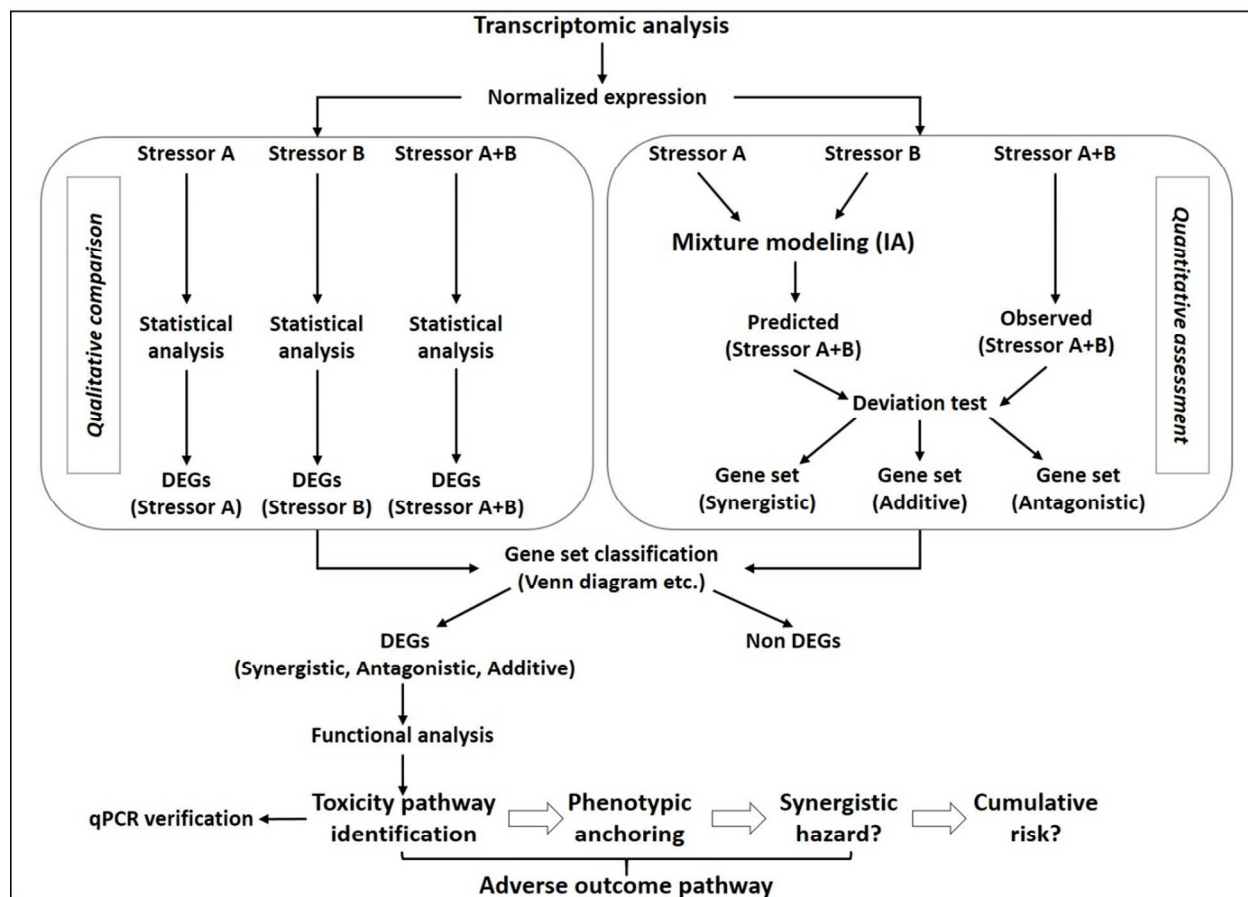 Transcriptomic analysis
Normalized expression
Qualitative comparison
Stressor A
Stressor B
Stressor A+B
Statistical
analysis
Statistical
analysis
Statistical
analysis
DEGs
(Stressor A)
DEGs
(Stressor B)
DEGs
(Stressor A+B)
Stressor A
Stressor B
Stressor A+B
Quantitative assessment
Mixture modeling (IA)
Predicted
(Stressor A+B)
Observed
(Stressor A+B)
Deviation test
Gene set
(Synergistic)
Gene set
(Additive)
Gene set
(Antagonistic)
Gene set classification
(Venn diagram etc.)
DEGs
(Synergistic, Antagonistic, Additive)
Non DEGs
Functional analysis
qPCR verification
Toxicity pathway
identification
Phenotypic
anchoring
Synergistic
hazard?
Cumulative
risk?
Adverse outcome pathway